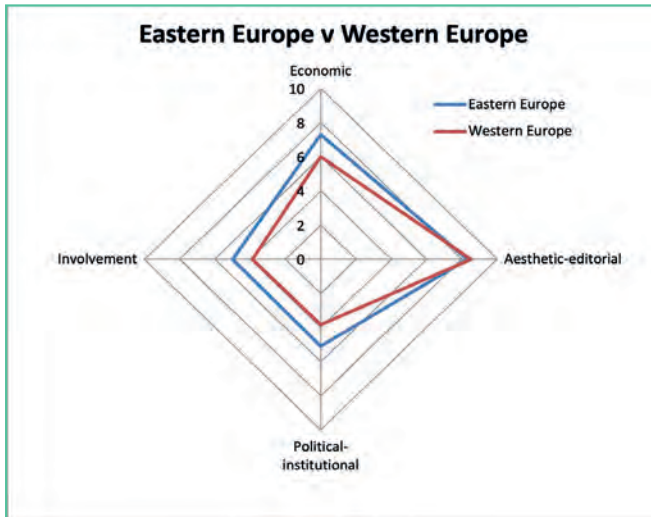 Eastern Europe v Western Europe
Economic
10
8
6
4
2
0
Eastern Europe
Western Europe
Involvement
Aesthetic-editorial
Political-
institutional